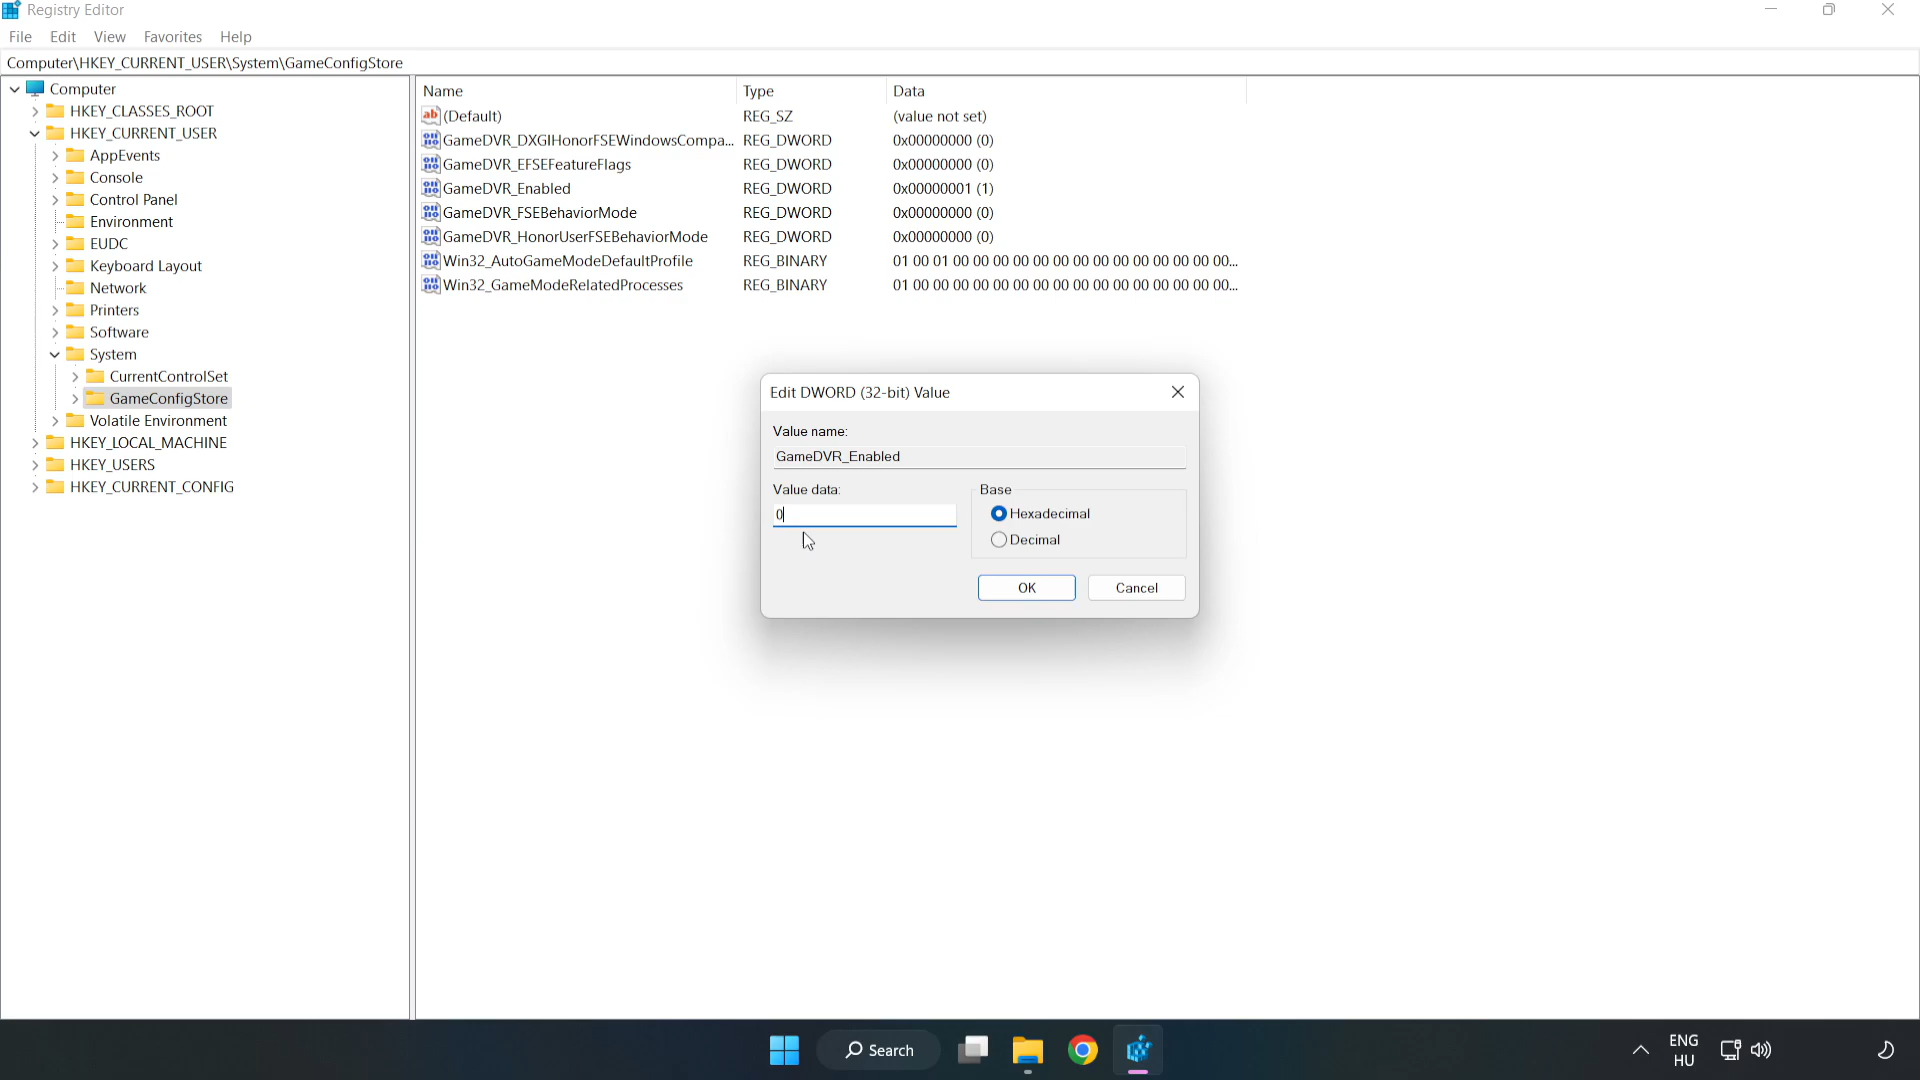 Registry Editor
File Edit View Favorites Help
Computer\HKEY_CURRENT_USER\System\GameConfigStore
Computer
HKEY_CLASSES_ROOT
HKEY_CURRENT_USER
AppEvents
Console
Control Panel
Environment
EUDC
Keyboard Layout
Network
Printers
Software
System
CurrentControlSet
GameConfigStore
Volatile Environment
HKEY_LOCAL_MACHINE
HKEY_USERS
HKEY_CURRENT_CONFIG
Name Type Data
(Default) REG_SZ (value not set)
GameDVR_DXGIHonorFSEWindowsCompa... REG_DWORD 0x00000000 (0)
GameDVR_EFSEFeatureFlags REG_DWORD 0x00000000 (0)
GameDVR_Enabled REG_DWORD 0x00000001 (1)
GameDVR_FSEBehaviorMode REG_DWORD 0x00000000 (0)
GameDVR_HonorUserFSEBehaviorMode REG_DWORD 0x00000000 (0)
Win32_AutoGameModeDefaultProfile REG_BINARY 01 00 01 00 00 00 00 00 00 00 00 00 00 00 00 00 00...
Win32_GameModeRelatedProcesses REG_BINARY 01 00 00 00 00 00 00 00 00 00 00 00 00 00 00 00 00...
Edit DWORD (32-bit) Value
Value name:
GameDVR_Enabled
Value data: Base
0 Hexadecimal
Decimal
OK Cancel
Search
ENG
HU